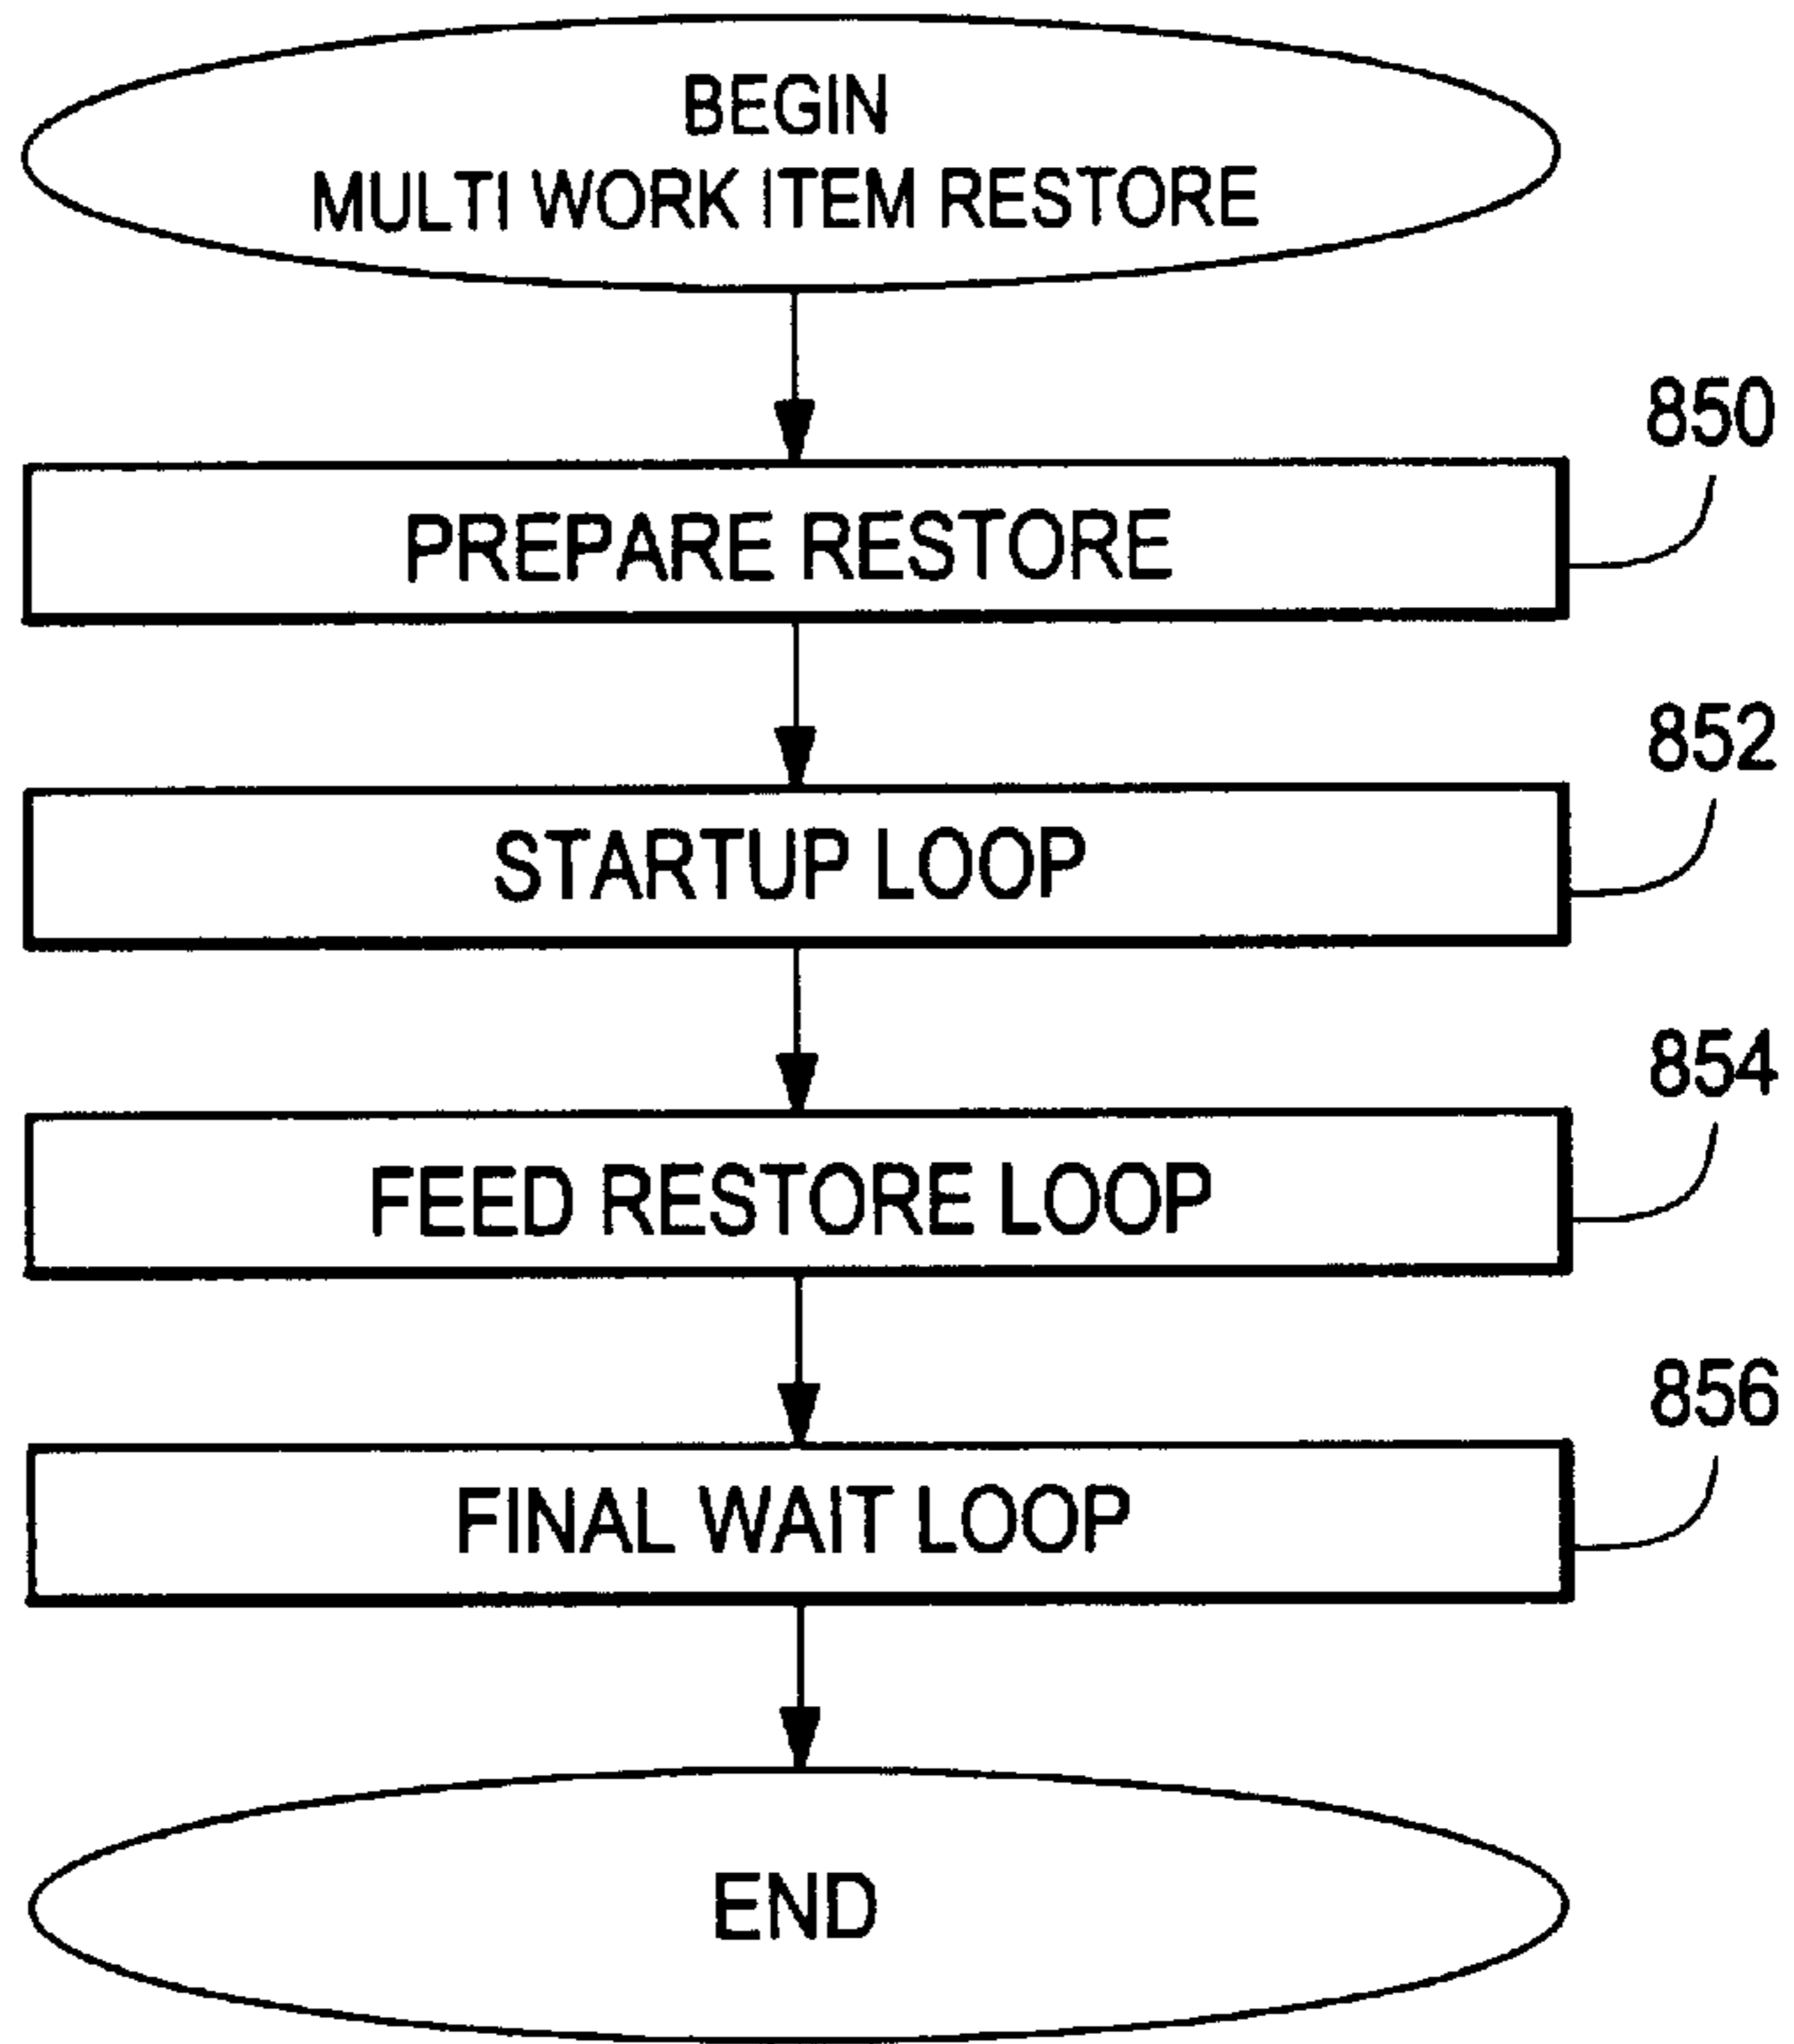 BEGIN
MULTI WORK ITEM RESTORE
850
PREPARE RESTORE
852
STARTUP LOOP
854
FEED RESTORE LOOP
856
FINAL WAIT LOOP
END